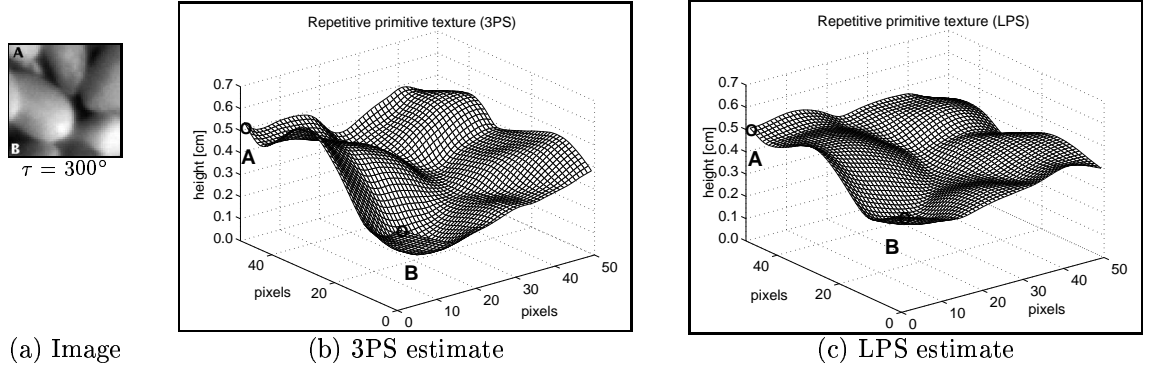 A
B
τ = 300°
(a) Image
Repetitive primitive texture (3PS)
0.7
0.6
0.5
0.4
0.3
0.2
0.1
0.0
height [cm]
A
B
40
20
0
pixels
0
10
20
30
40
50
pixels
(b) 3PS estimate
Repetitive primitive texture (LPS)
0.7
0.6
0.5
0.4
0.3
0.2
0.1
0.0
height [cm]
A
B
40
20
0
pixels
0
10
20
30
40
50
pixels
(c) LPS estimate